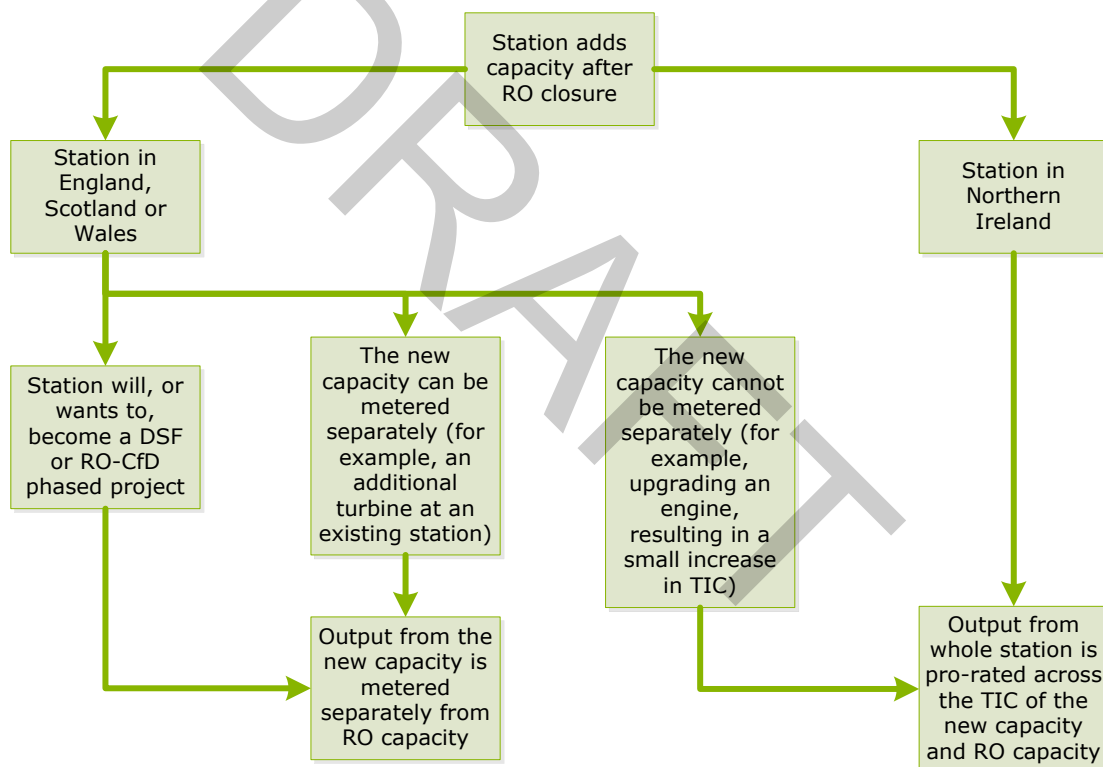 Station adds
capacity after
RO closure
Station in
England,
Scotland or
Wales
Station in
Northern
Ireland
Station will, or
wants to,
become a DSF
or RO-CfD
phased project
The new
capacity can be
metered
separately (for
example, an
additional
turbine at an
existing station)
The new
capacity cannot
be metered
separately (for
example,
upgrading an
engine,
resulting in a
small increase
in TIC)
Output from the
new capacity is
metered
separately from
RO capacity
Output from
whole station is
pro-rated across
the TIC of the
new capacity
and RO capacity
DRAFT